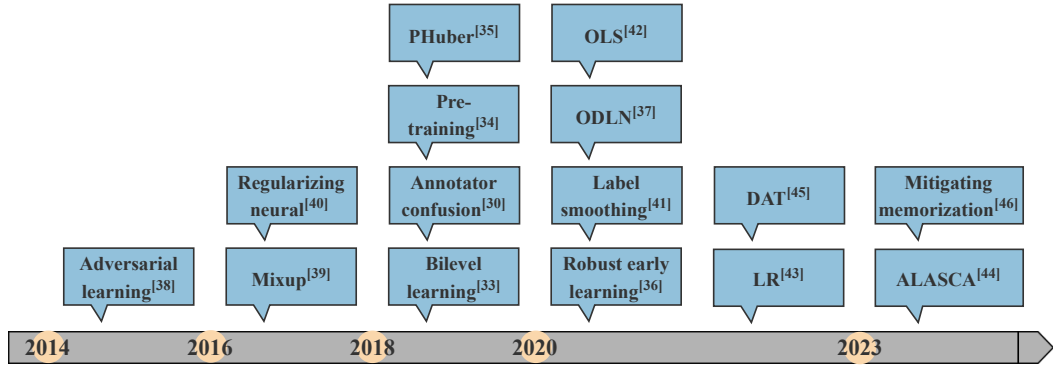 PHuber[35]
OLS[42]
Pre-
training[34]
ODLN[37]
Regularizing
neural[40]
Annotator
confusion[30]
Label
smoothing[41]
DAT[45]
Mitigating
memorization[46]
Adversarial
learning[38]
Mixup[39]
Bilevel
learning[33]
Robust early
learning[36]
LR[43]
ALASCA[44]
2014
2016
2018
2020
2023